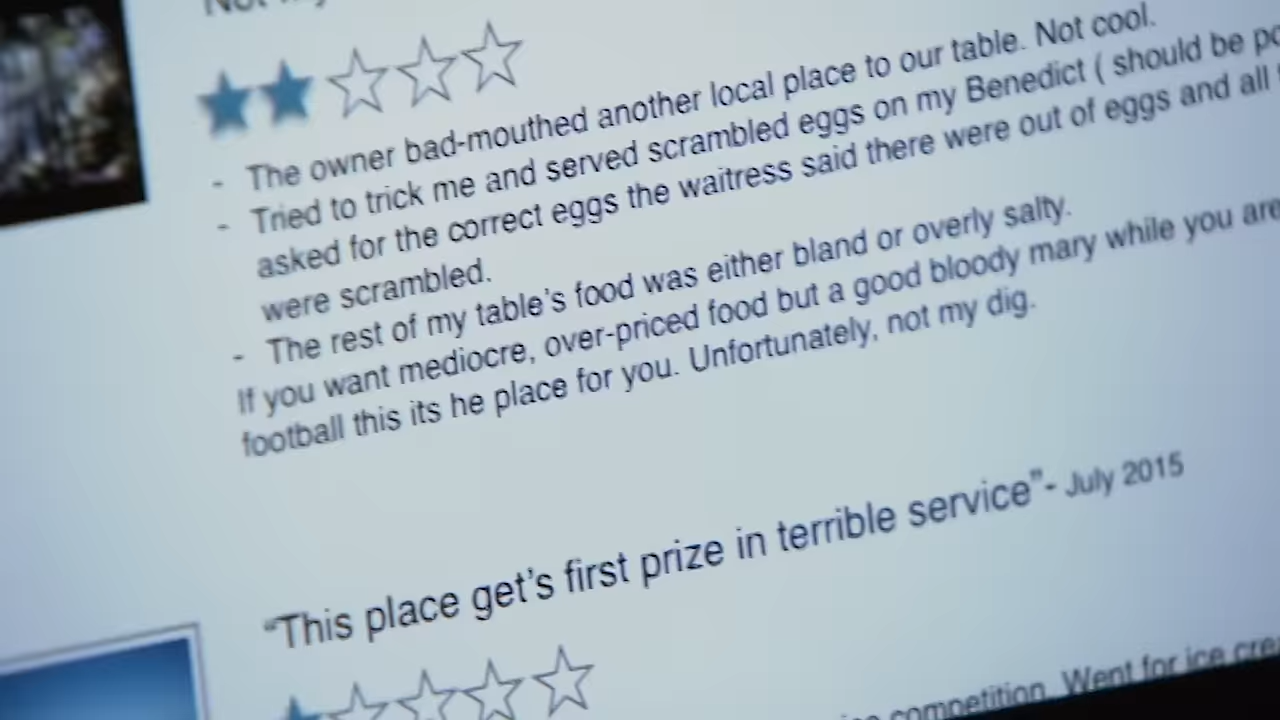 Not my
- The owner bad-mouthed another local place to our table. Not cool.
- Tried to trick me and served scrambled eggs on my Benedict ( should be
asked for the correct eggs the waitress said there were out of eggs and all
were scrambled.
- The rest of my table's food was either bland or overly salty.
If you want mediocre, over-priced food but a good bloody mary while you are
football this its he place for you. Unfortunately, not my dig.
“This place get's first prize in terrible service”- July 2015
competition. Went for ice